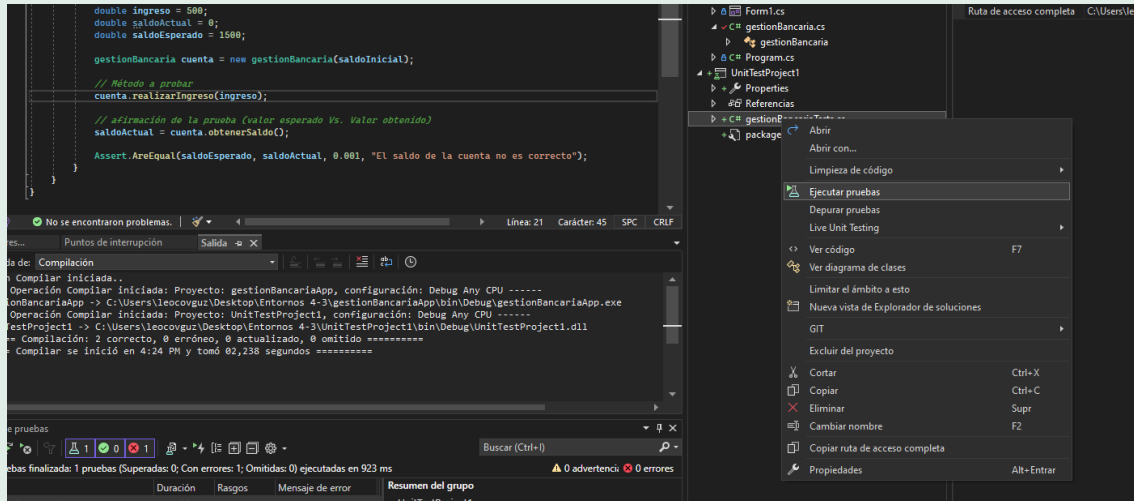 double ingreso = 500;
double saldoActual = 0;
double saldoEsperado = 1500;
gestionBancaria cuenta = new gestionBancaria(saldoInicial);
// Método a probar
cuenta.realizarIngreso(ingreso);
// afirmación de la prueba (valor esperado Vs. Valor obtenido)
saldoActual = cuenta.obtenerSaldo();
Assert.AreEqual(saldoEsperado, saldoActual, 0.001, "El saldo de la cuenta no es correcto");
}
}
}
No se encontraron problemas.
Línea: 21 Carácter: 45 SPC CRLF
res... Puntos de interrupción Salida
da de: Compilación
n Compilar iniciada..
Operación Compilar iniciada: Proyecto: gestionBancariaApp, configuración: Debug Any CPU ------
ionBancariaApp -> C:\Users\leocovguz\Desktop\Entornos 4-3\gestionBancariaApp\bin\Debug\gestionBancariaApp.exe
Operación Compilar iniciada: Proyecto: UnitTestProject1, configuración: Debug Any CPU ------
TestProject1 -> C:\Users\leocovguz\Desktop\Entornos 4-3\UnitTestProject1\bin\Debug\UnitTestProject1.dll
== Compilación: 2 correcto, 0 erróneo, 0 actualizado, 0 omitido ==========
= Compilar se inició en 4:24 PM y tomó 02,238 segundos ==========
e pruebas
1 0 1
Buscar (Ctrl+I)
ebas finalizada: 1 pruebas (Superadas: 0; Con errores: 1; Omitidas: 0) ejecutadas en 923 ms
0 advertencia 0 errores
Duración Rasgos Mensaje de error
Resumen del grupo
Form1.cs
C# gestionBancaria.cs
gestionBancaria
C# Program.cs
UnitTestProject1
Properties
Referencias
C# gestionBancariaTests.cs
package
Abrir
Abrir con...
Limpieza de código
Ejecutar pruebas
Depurar pruebas
Live Unit Testing
Ver código F7
Ver diagrama de clases
Limitar el ámbito a esto
Nueva vista de Explorador de soluciones
GIT
Excluir del proyecto
Cortar Ctrl+X
Copiar Ctrl+C
Eliminar Supr
Cambiar nombre F2
Copiar ruta de acceso completa
Propiedades Alt+Entrar
Ruta de acceso completa C:\Users\le